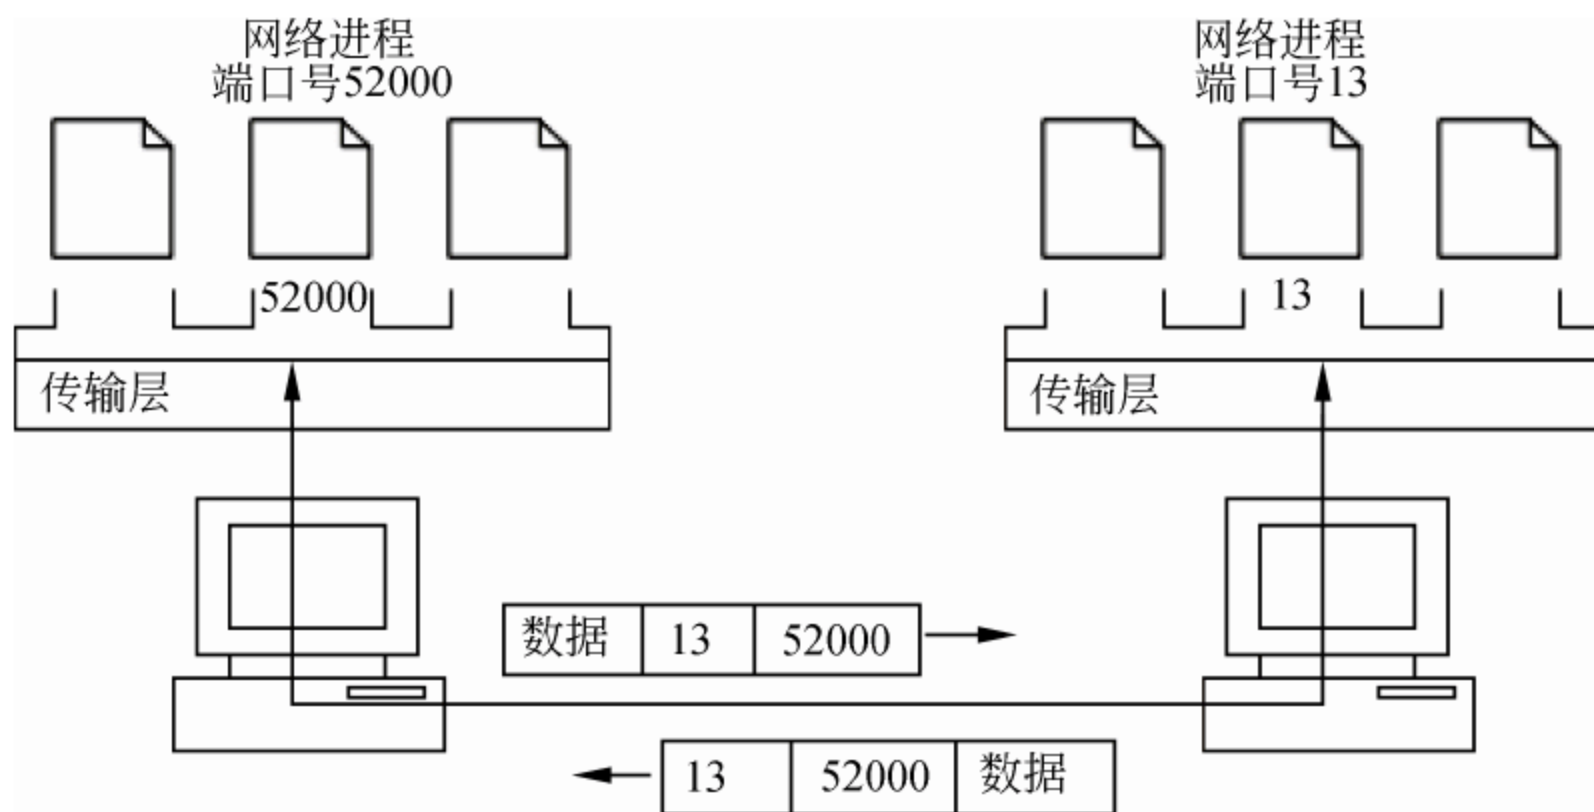 网络进程
端口号52000
网络进程
端口号13
52000
13
传输层
传输层
数据 13 52000
13 52000 数据